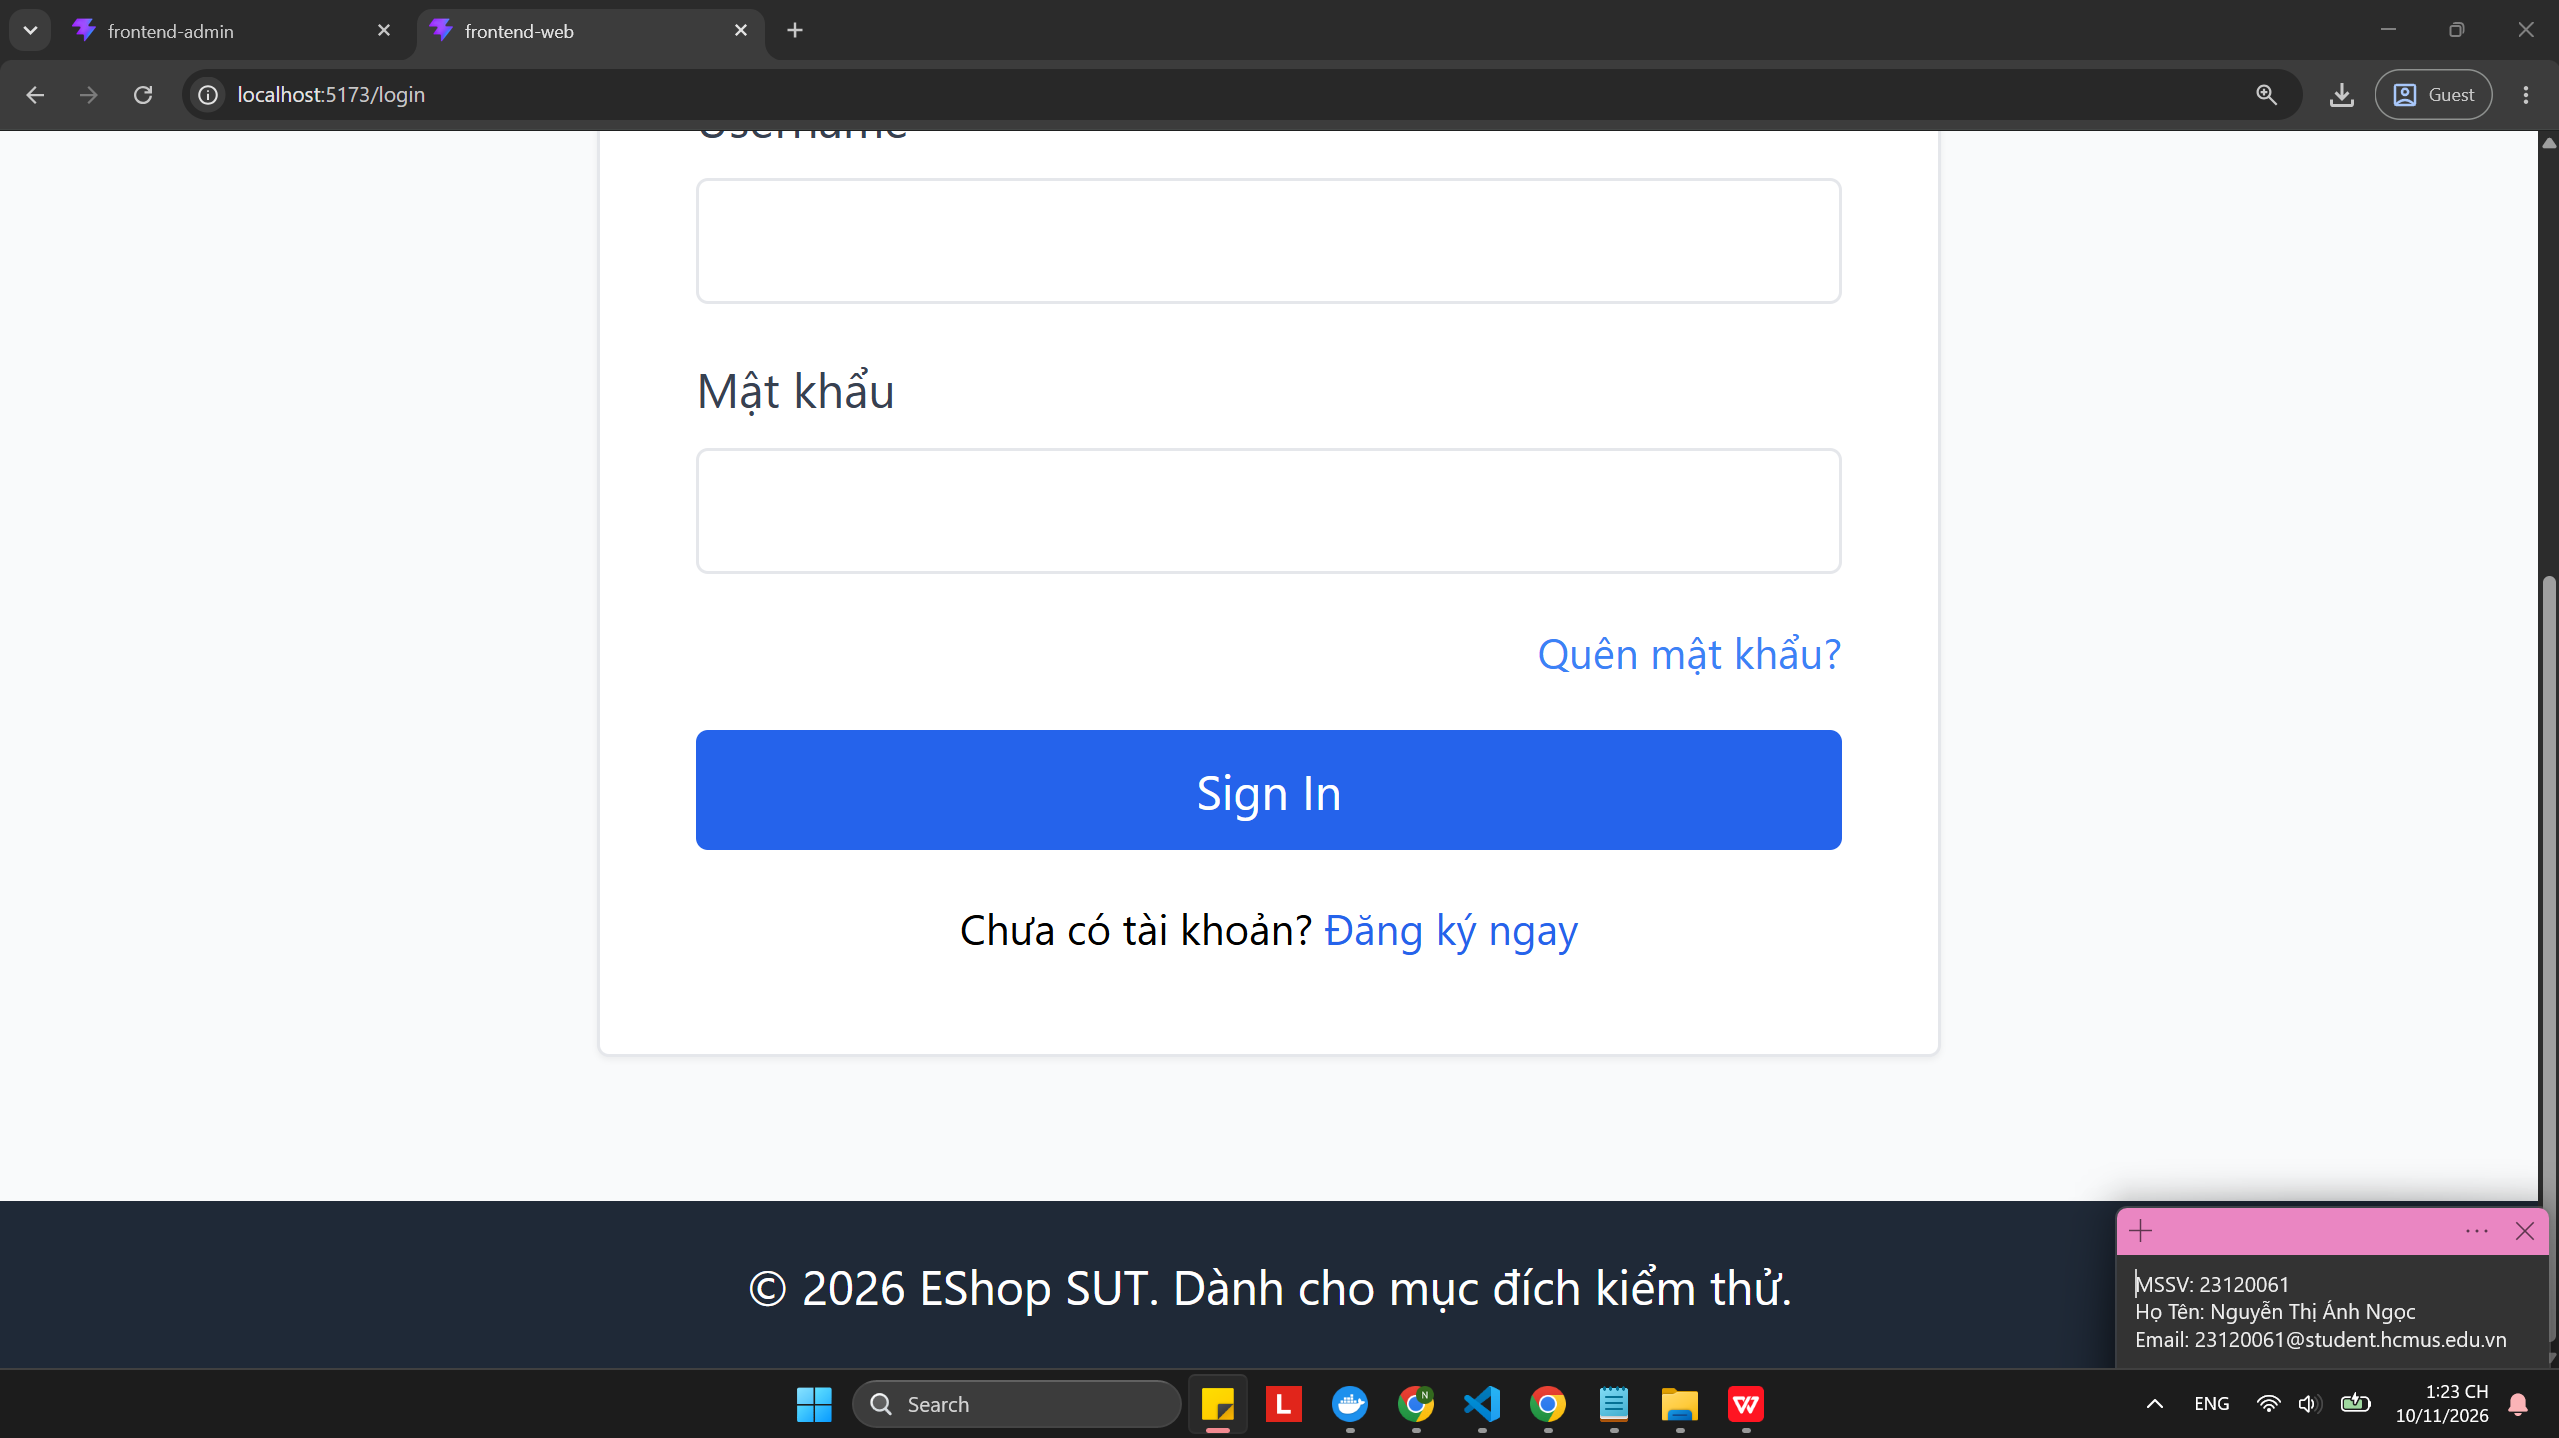 frontend-admin
frontend-web
localhost:5173/login
Guest
Username
Mật khẩu
Quên mật khẩu?
Sign In
Chưa có tài khoản? Đăng ký ngay
© 2026 EShop SUT. Dành cho mục đích kiểm thử.
MSSV: 23120061
Họ Tên: Nguyễn Thị Ánh Ngọc
Email: 23120061@student.hcmus.edu.vn
Search
L
N
W
ENG
1:23 CH
10/11/2026